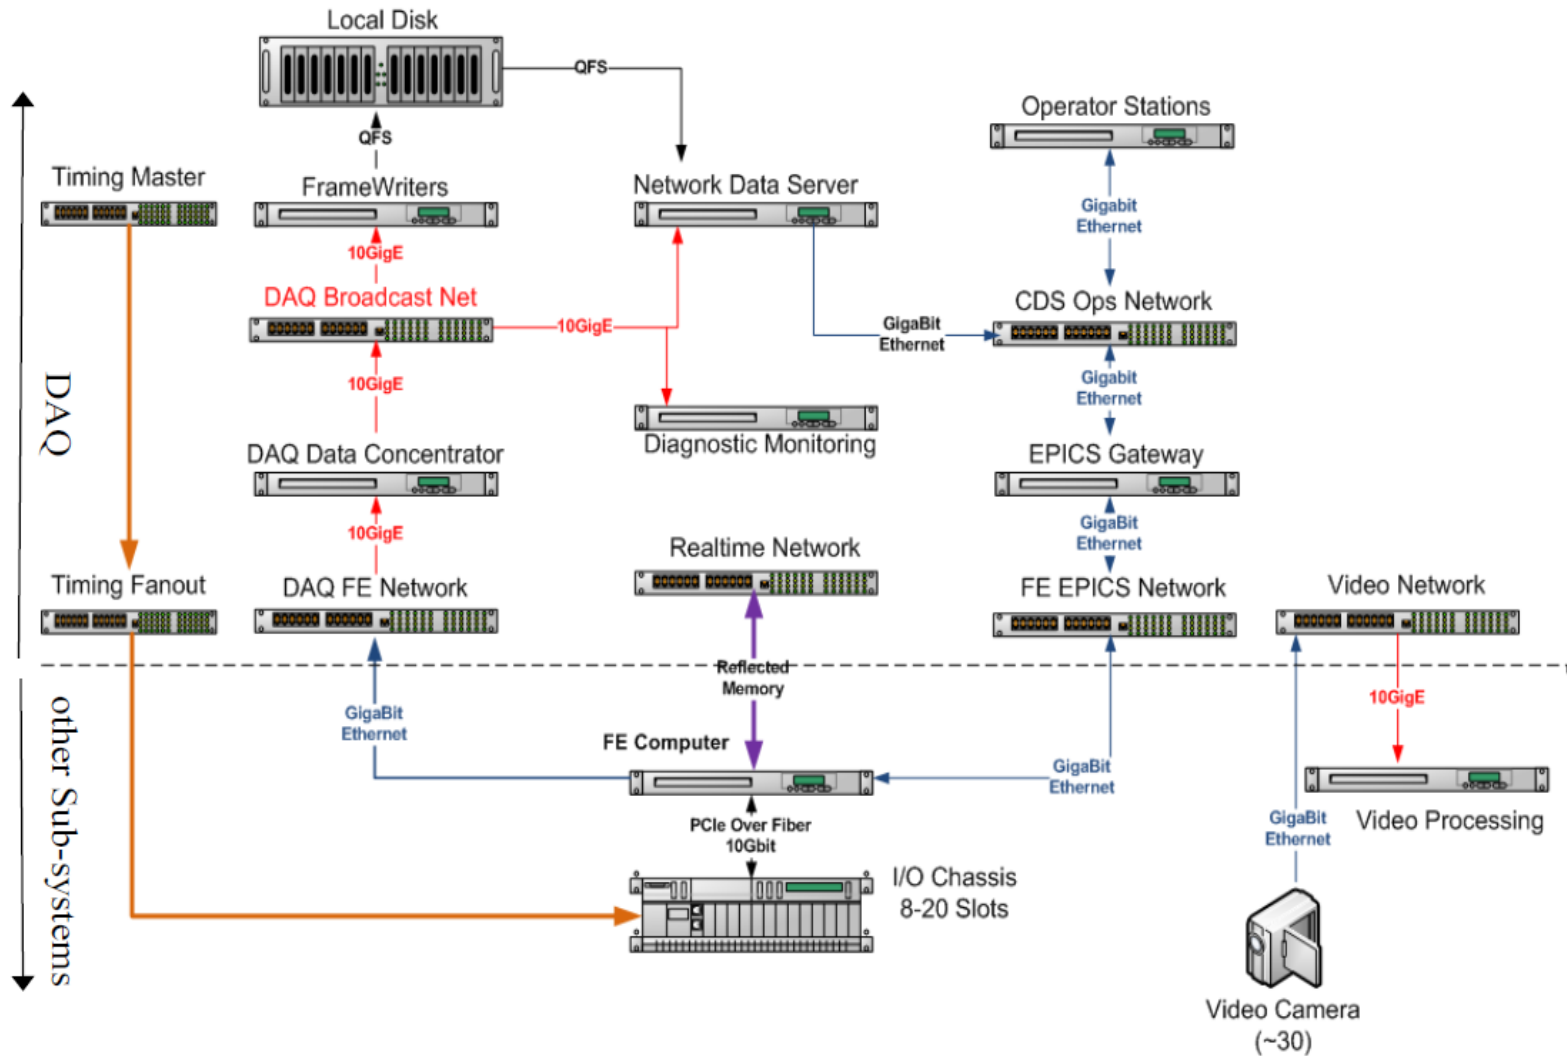 Local Disk
QFS
QFS
Operator Stations
Timing Master
FrameWriters
Network Data Server
Gigabit
Ethernet
10GigE
DAQ Broadcast Net
10GigE
CDS Ops Network
GigaBit
Ethernet
10GigE
Gigabit
Ethernet
DAQ
Diagnostic Monitoring
DAQ Data Concentrator
EPICS Gateway
10GigE
GigaBit
Ethernet
Realtime Network
Timing Fanout
DAQ FE Network
FE EPICS Network
Video Network
Reflected
Memory
10GigE
other Sub-systems
GigaBit
Ethernet
FE Computer
GigaBit
Ethernet
PCIe Over Fiber
10Gbit
GigaBit
Ethernet
Video Processing
I/O Chassis
8-20 Slots
Video Camera
(~30)